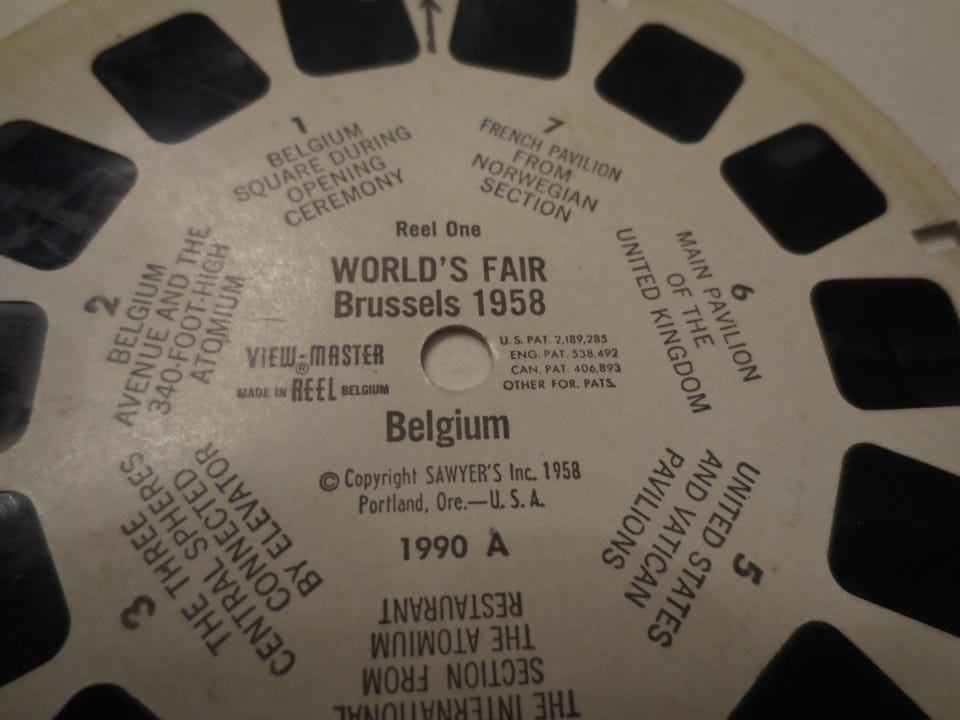 Reel One
WORLD'S FAIR
Brussels 1958
VIEW-MASTER
®
MADE IN REEL BELGIUM
U.S. PAT. 2,189,285
ENG. PAT. 538,492
CAN. PAT. 406,893
OTHER FOR. PATS.
Belgium
© Copyright SAWYER'S Inc. 1958
Portland, Ore.—U. S. A.
1990 A
1
BELGIUM
SQUARE DURING
OPENING
CEREMONY
2
BELGIUM
AVENUE AND THE
340-FOOT-HIGH
ATOMIUM
3
THE THREE
CENTRAL SPHERES
CONNECTED
BY ELEVATOR
THE INTERNATIONAL
SECTION FROM
THE ATOMIUM
RESTAURANT
5
UNITED STATES
AND VATICAN
PAVILIONS
6
MAIN PAVILION
OF THE
UNITED KINGDOM
7
FRENCH PAVILION
FROM
NORWEGIAN
SECTION